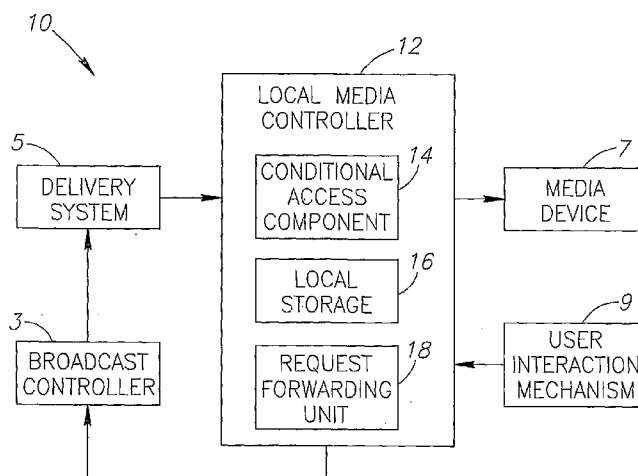 10
12
LOCAL MEDIA
CONTROLLER
5
DELIVERY
SYSTEM
CONDITIONAL
ACCESS
COMPONENT
14
7
MEDIA
DEVICE
LOCAL
STORAGE
16
3
BROADCAST
CONTROLLER
REQUEST
FORWARDING
UNIT
18
9
USER
INTERACTION
MECHANISM